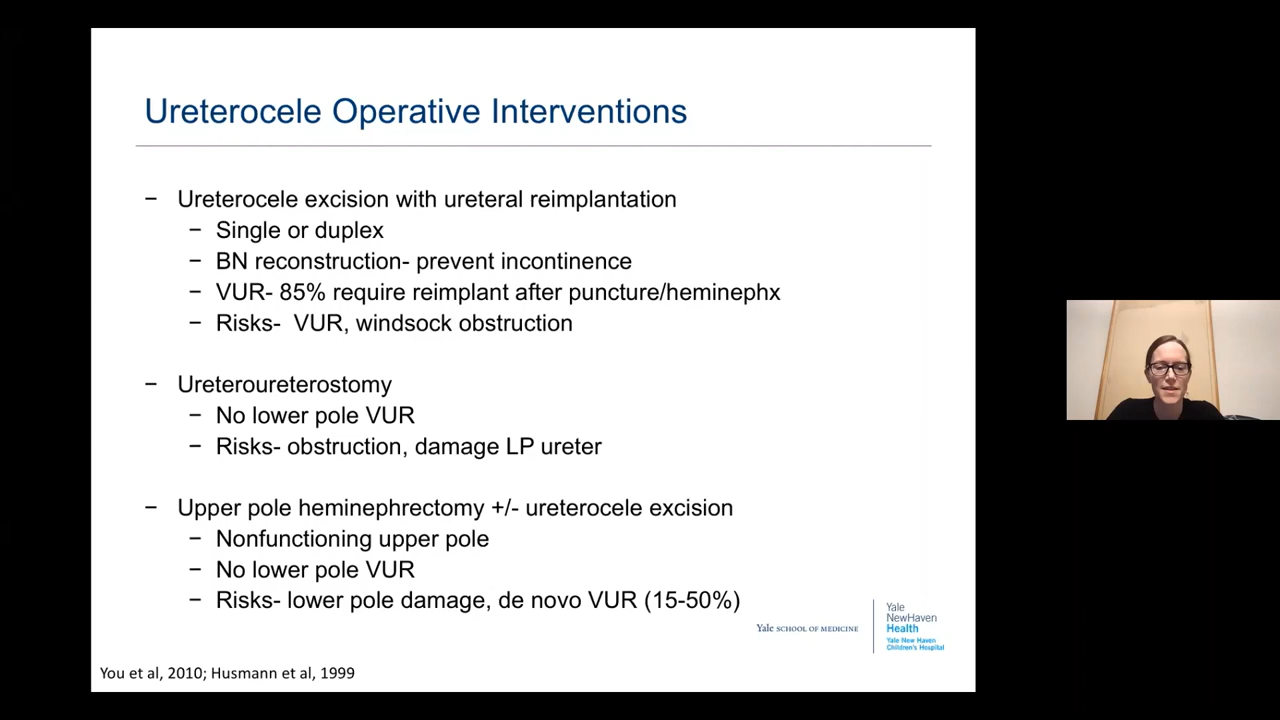 Ureterocele Operative Interventions
− Ureterocele excision with ureteral reimplantation
− Single or duplex
− BN reconstruction- prevent incontinence
− VUR- 85% require reimplant after puncture/heminephx
− Risks- VUR, windsock obstruction
− Ureteroureterostomy
− No lower pole VUR
− Risks- obstruction, damage LP ureter
− Upper pole heminephrectomy +/- ureterocele excision
− Nonfunctioning upper pole
− No lower pole VUR
− Risks- lower pole damage, de novo VUR (15-50%)
Yale SCHOOL OF MEDICINE
Yale
NewHaven
Health
Yale New Haven
Children's Hospital
You et al, 2010; Husmann et al, 1999